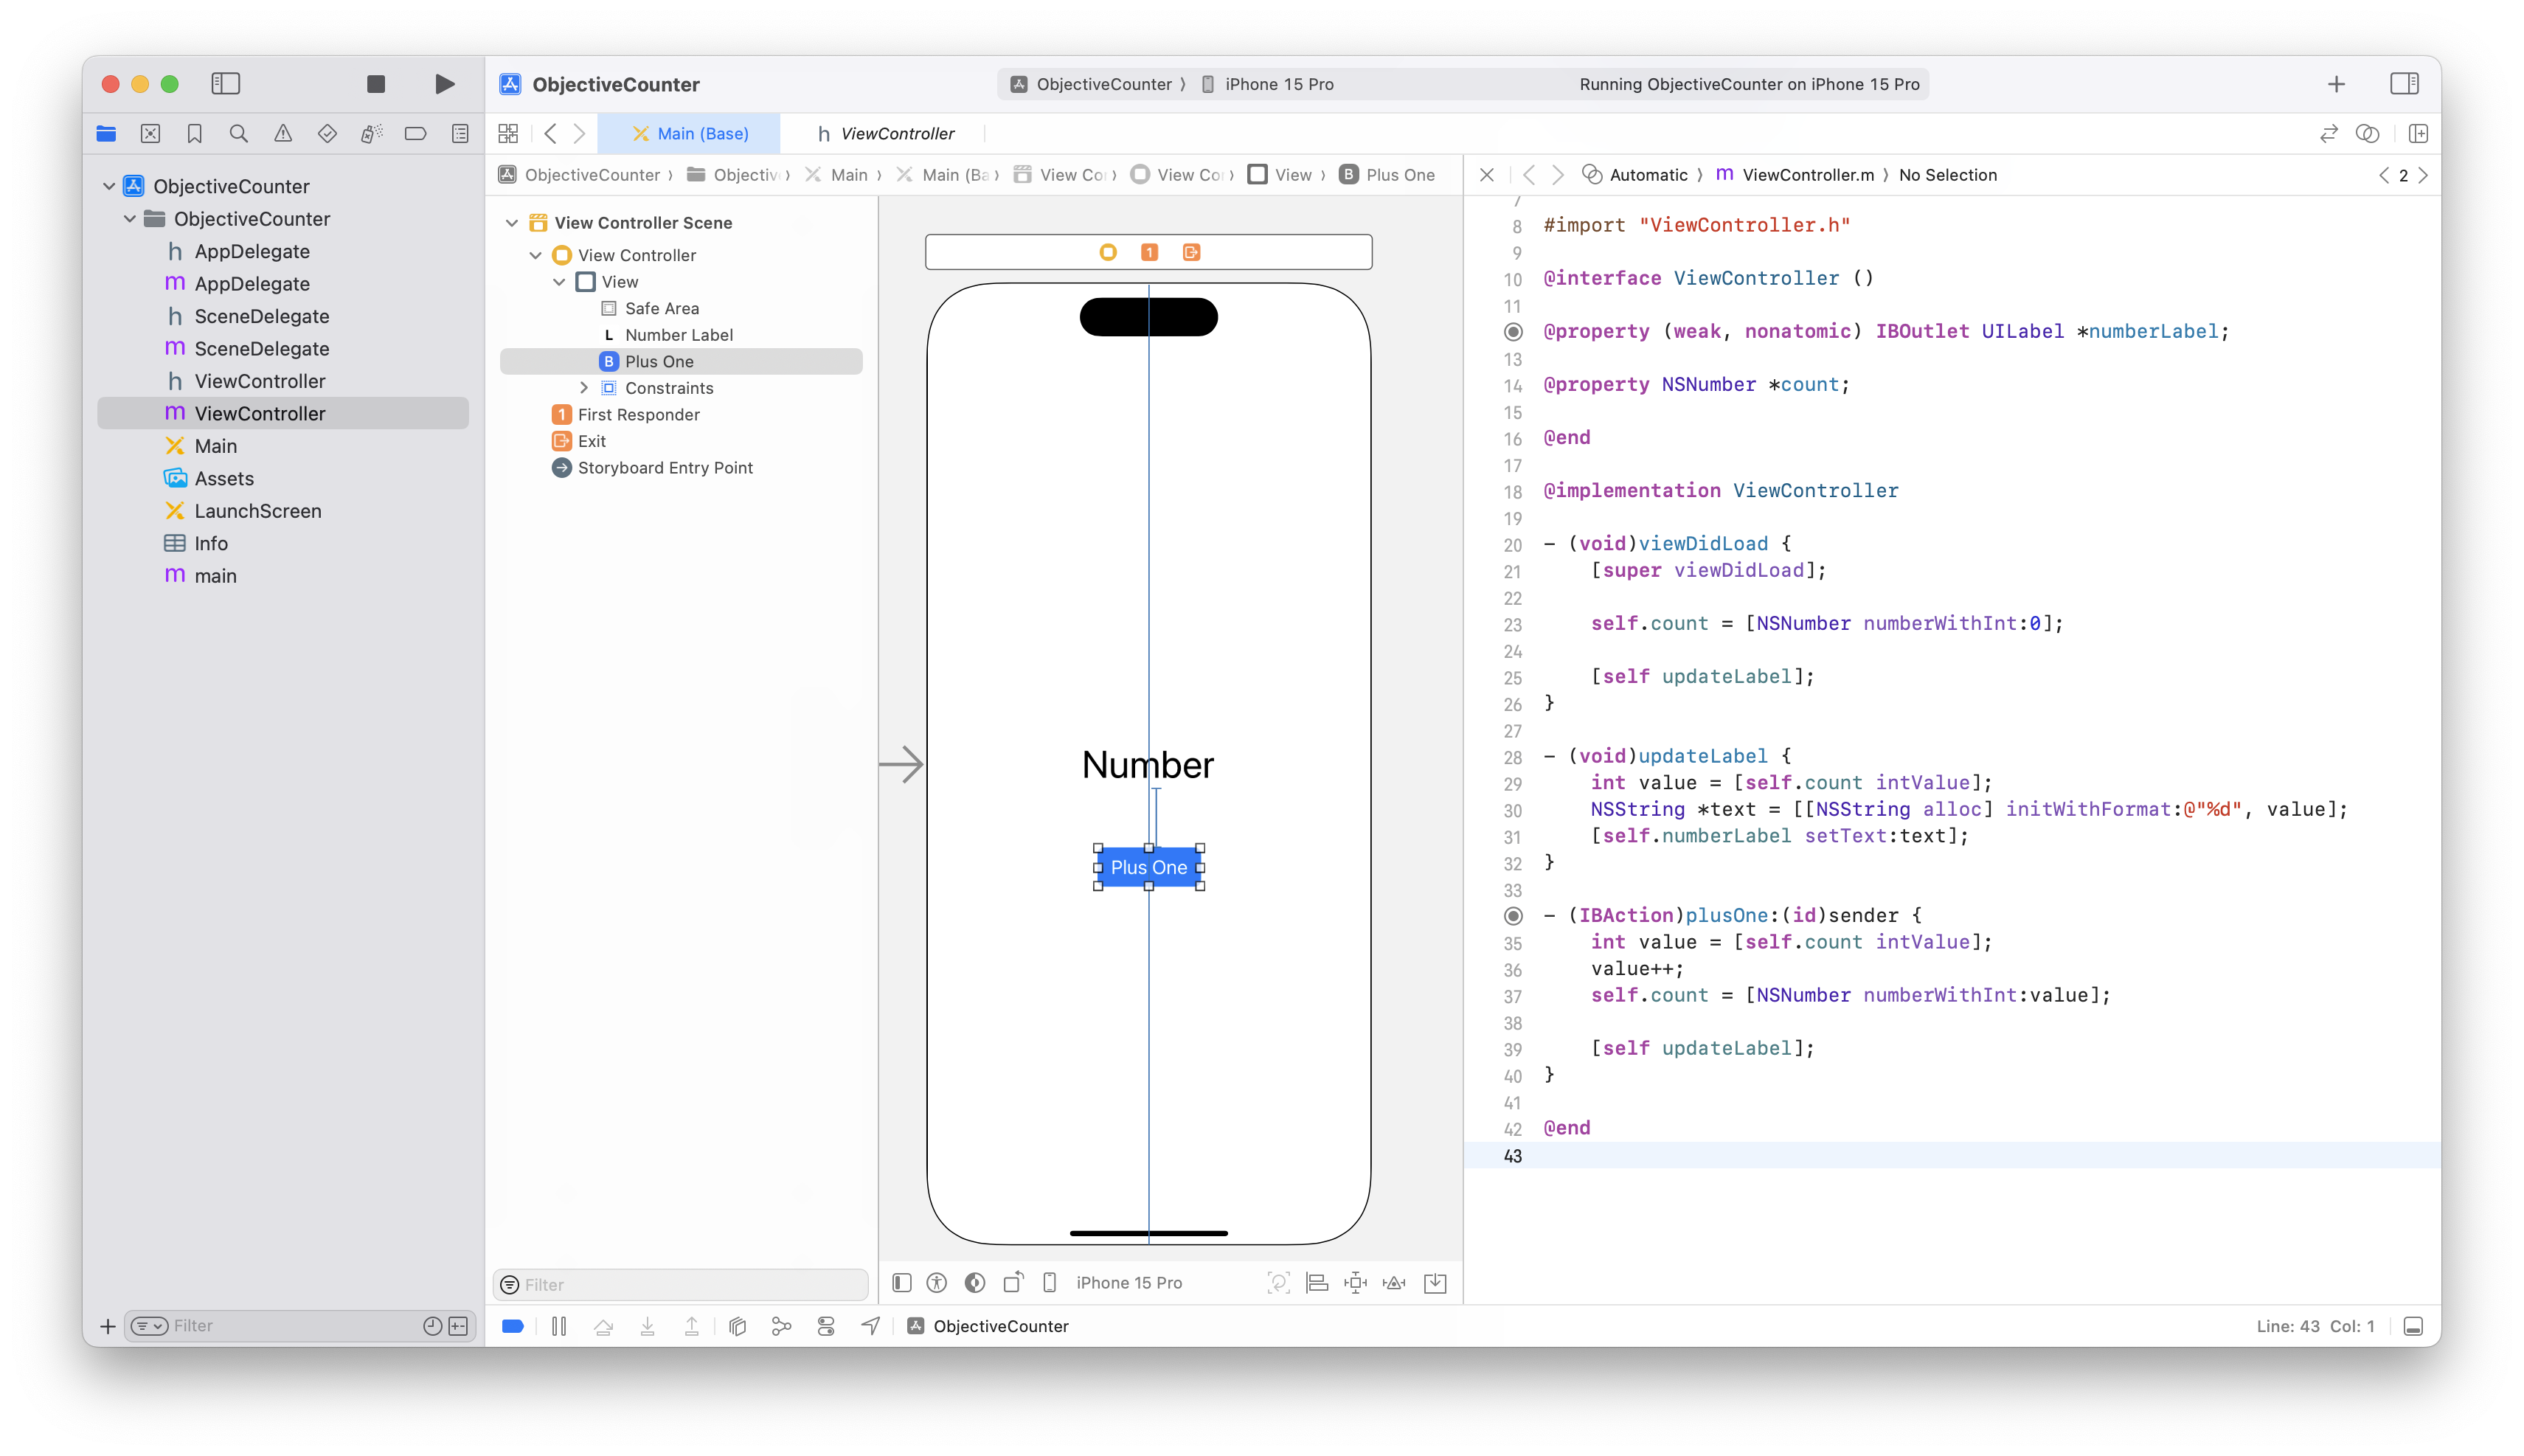 ObjectiveCounter
ObjectiveCounter
iPhone 15 Pro
Running ObjectiveCounter on iPhone 15 Pro
Main (Base)
h ViewController
ObjectiveCounter
ObjectiveCounter
h AppDelegate
m AppDelegate
h SceneDelegate
m SceneDelegate
h ViewController
m ViewController
Main
Assets
LaunchScreen
Info
m main
Filter
ObjectiveCounter 〉 Objectiv 〉 Main 〉 Main (Ba 〉 View Co 〉 View Co 〉 View 〉 B Plus One
View Controller Scene
View Controller
View
Safe Area
L Number Label
B Plus One
Constraints
1 First Responder
Exit
Storyboard Entry Point
Filter
1
Number
Plus One
iPhone 15 Pro
Automatic 〉 m ViewController.m 〉 No Selection
2
7
8 #import "ViewController.h"
9
10 @interface ViewController ()
11
@property (weak, nonatomic) IBOutlet UILabel *numberLabel;
13
14 @property NSNumber *count;
15
16 @end
17
18 @implementation ViewController
19
20 - (void)viewDidLoad {
21 [super viewDidLoad];
22
23 self.count = [NSNumber numberWithInt:0];
24
25 [self updateLabel];
26 }
27
28 - (void)updateLabel {
29 int value = [self.count intValue];
30 NSString *text = [[NSString alloc] initWithFormat:@"%d", value];
31 [self.numberLabel setText:text];
32 }
33
- (IBAction)plusOne:(id)sender {
35 int value = [self.count intValue];
36 value++;
37 self.count = [NSNumber numberWithInt:value];
38
39 [self updateLabel];
40 }
41
42 @end
43
ObjectiveCounter
Line: 43 Col: 1